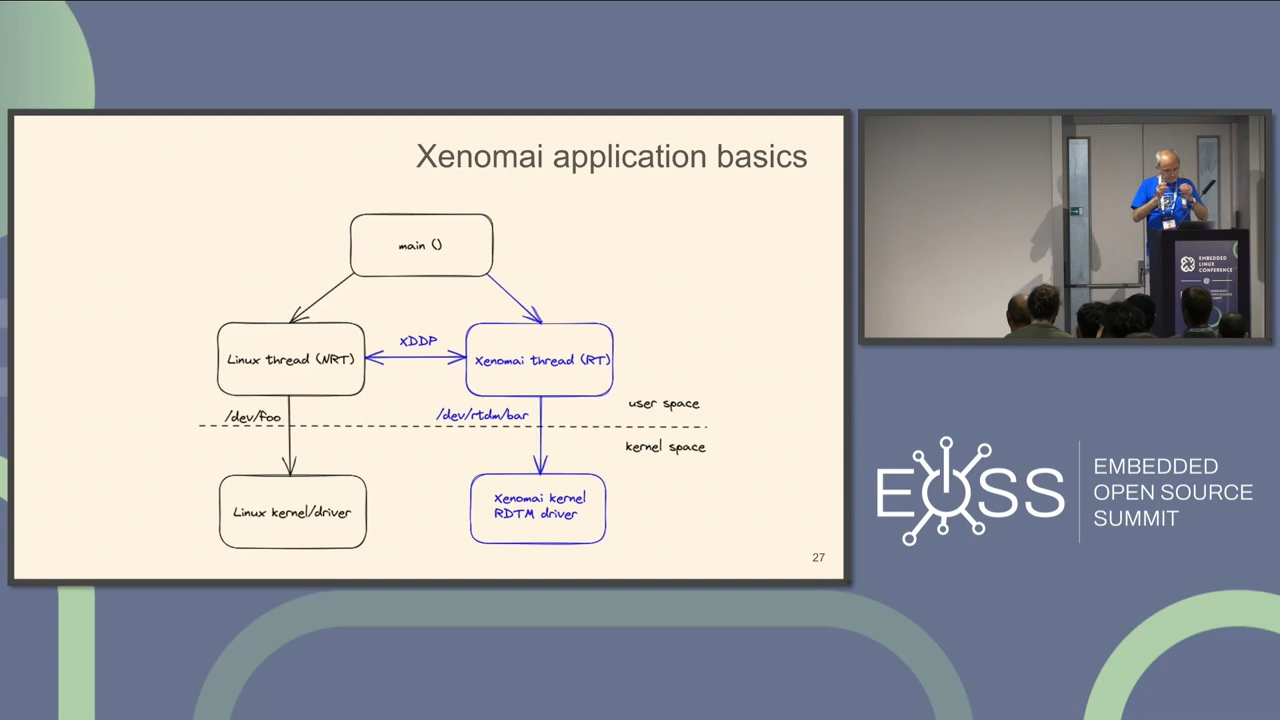 Xenomai application basics
main ()
Linux thread (NRT)
XDDP
Xenomai thread (RT)
/dev/foo
/dev/rtdm/bar
user space
kernel space
Linux kernel/driver
Xenomai kernel
RDTM driver
27
EMBEDDED
LINUX
CONFERENCE
EOSS
EMBEDDED
OPEN SOURCE
SUMMIT